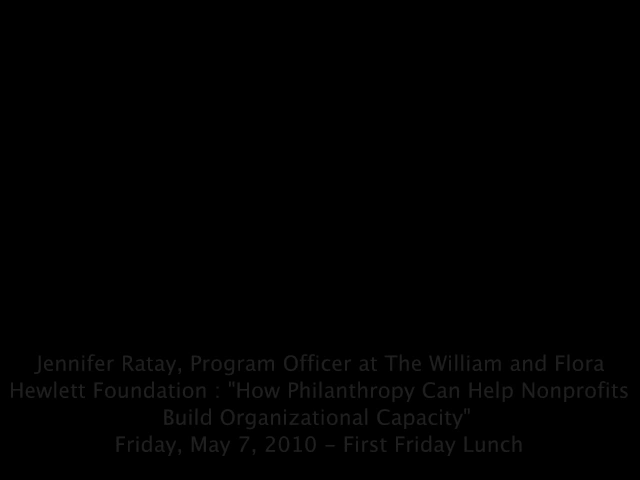 Jennifer Ratay, Program Officer at The William and Flora
Hewlett Foundation : "How Philanthropy Can Help Nonprofits
Build Organizational Capacity"
Friday, May 7, 2010 - First Friday Lunch